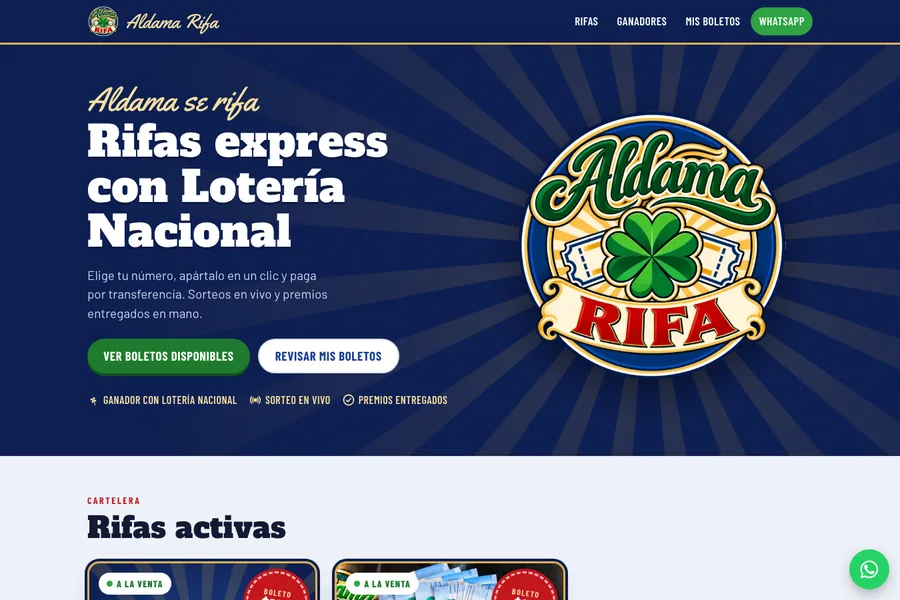 RIFA
Aldama Rifa
RIFAS
GANADORES
MIS BOLETOS
WHATSAPP
Aldama se rifa
Rifas express
con Lotería
Nacional
Elige tu número, apártalo en un clic y paga
por transferencia. Sorteos en vivo y premios
entregados en mano.
VER BOLETOS DISPONIBLES
REVISAR MIS BOLETOS
GANADOR CON LOTERÍA NACIONAL
SORTEO EN VIVO
PREMIOS ENTREGADOS
Aldama
RIFA
CARTELERA
Rifas activas
A LA VENTA
BOLETO
A LA VENTA
BOLETO